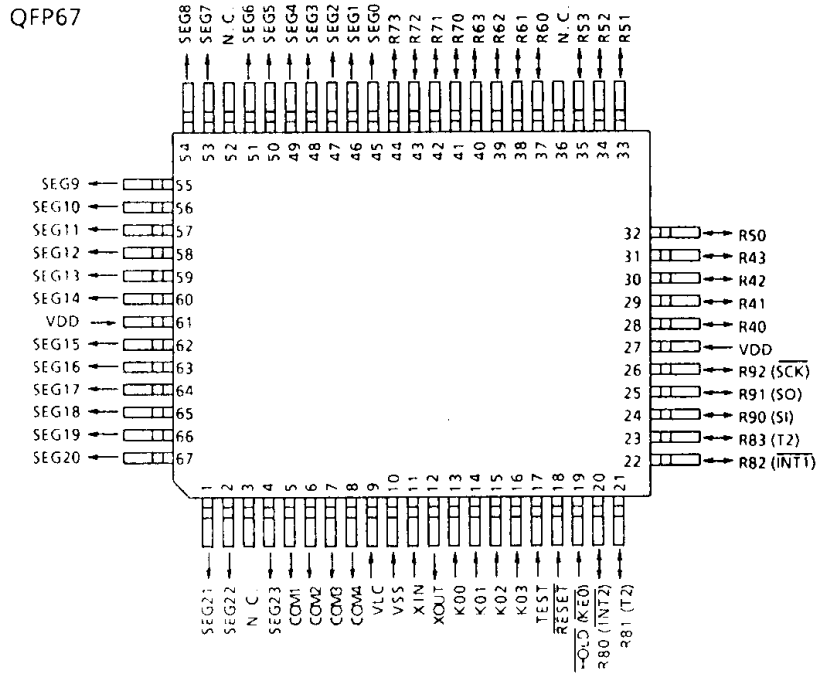 QFP67
SEG8
SEG7
N.C.
SEG6
SEG5
SEG4
SEG3
SEG2
SEG1
SEG0
R73
R72
R71
R70
R63
R62
R61
R60
N.C.
R53
R52
R51
54
53
52
51
50
49
48
47
46
45
44
43
42
41
40
39
38
37
36
35
34
33
SEG9 55
SEG10 56
SEG11 57
SEG12 58
SEG13 59
SEG14 60
VDD 61
SEG15 62
SEG16 63
SEG17 64
SEG18 65
SEG19 66
SEG20 67
32 R50
31 R43
30 R42
29 R41
28 R40
27 VDD
26 R92 (SCK)
25 R91 (SO)
24 R90 (SI)
23 R83 (T2)
22 R82 (INT1)
1
2
3
4
5
6
7
8
9
10
11
12
13
14
15
16
17
18
19
20
21
SEG21
SEG22
N C.
SEG23
COM1
COM2
COM3
COM4
VLC
VSS
XIN
XOUT
K00
K01
K02
K03
TEST
RESET
HOLD (KE0)
R80 (INT2)
R81 (T2)